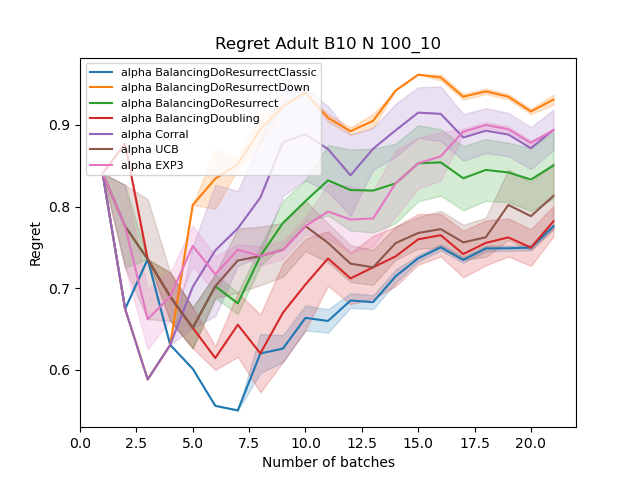 Regret Adult B10 N 100_10
alpha BalancingDoResurrectClassic
alpha BalancingDoResurrectDown
alpha BalancingDoResurrect
alpha BalancingDoubling
alpha Corral
alpha UCB
alpha EXP3
Regret
0.9
0.8
0.7
0.6
0.0 2.5 5.0 7.5 10.0 12.5 15.0 17.5 20.0
Number of batches